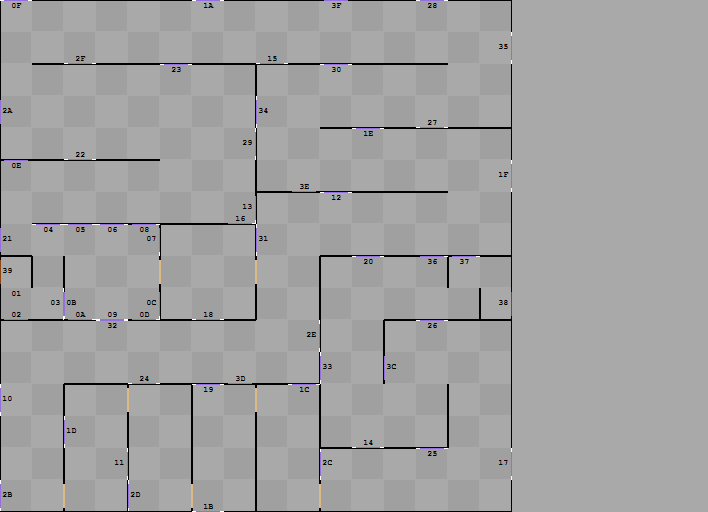 0F 1A 3F 28
35
2F 15
23 30
2A 34
27
1E
29
22
0E 1F
3E
12
13
16
04 05 06 08
21 07 31
20 36 37
39
01
03 0B 0C 38
02 0A 09 0D 18
32 26
2E
33 3C
24 3D
19 1C
10
1D
14
25
11 2C 17
2B 2D
1B